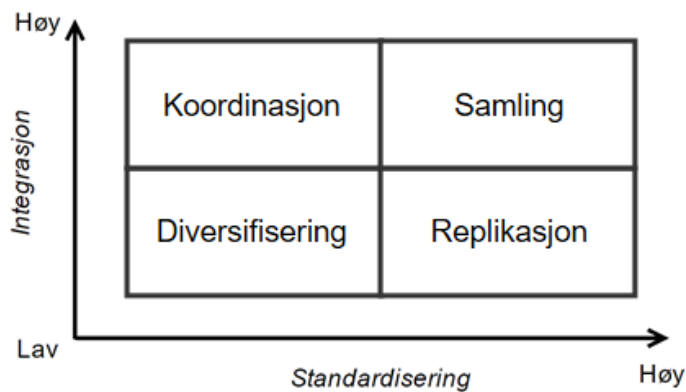 Høy
Koordinasjon Samling
Integrasjon
Diversifisering Replikasjon
Lav
Standardisering Høy